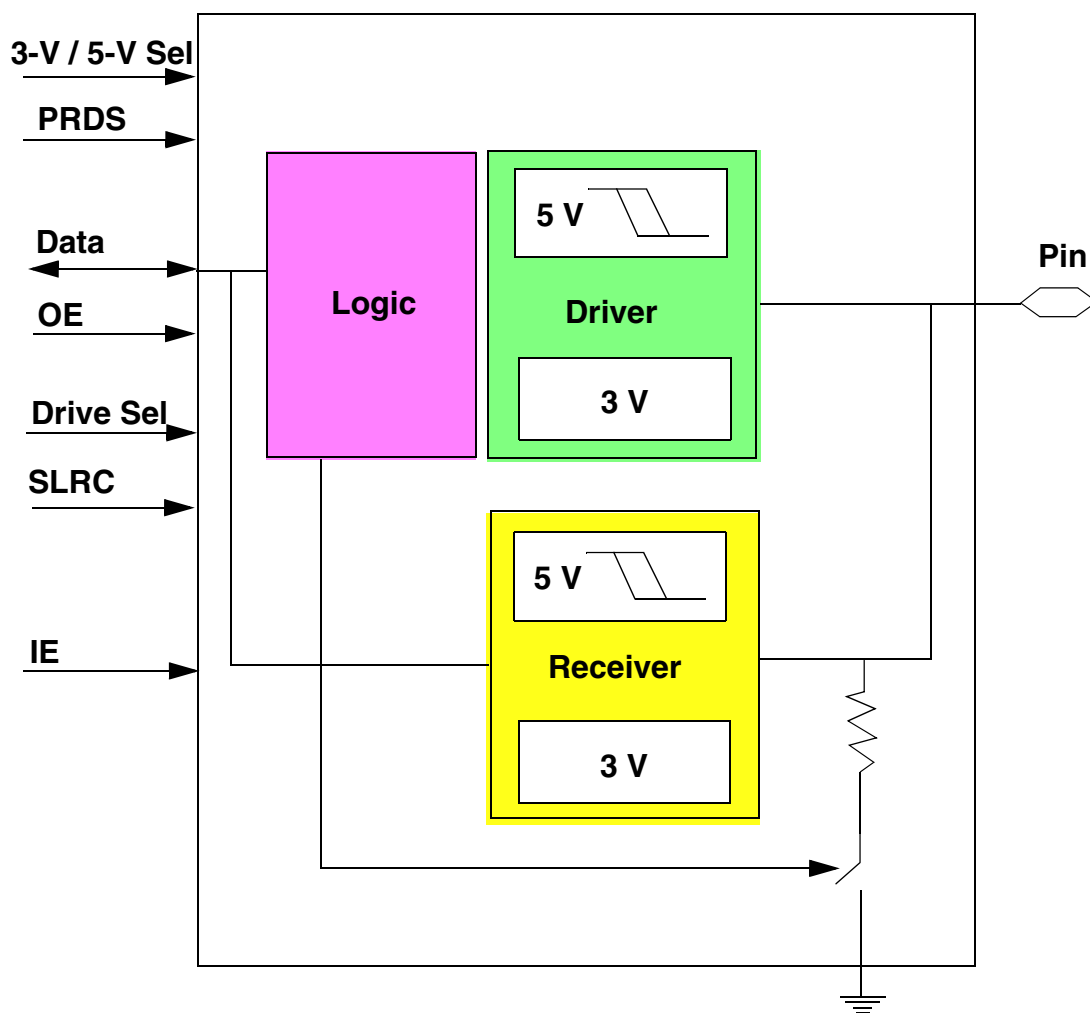 3-V / 5-V Sel
PRDS
Data
OE
Drive Sel
SLRC
IE
Logic
5 V
Driver
3 V
5 V
Receiver
3 V
Pin